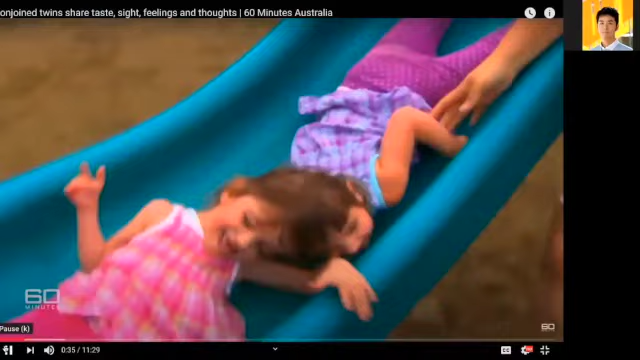 onjoined twins share taste, sight, feelings and thoughts | 60 Minutes Australia
60
MINUTES
Pause (k)
60
0:35 / 11:29